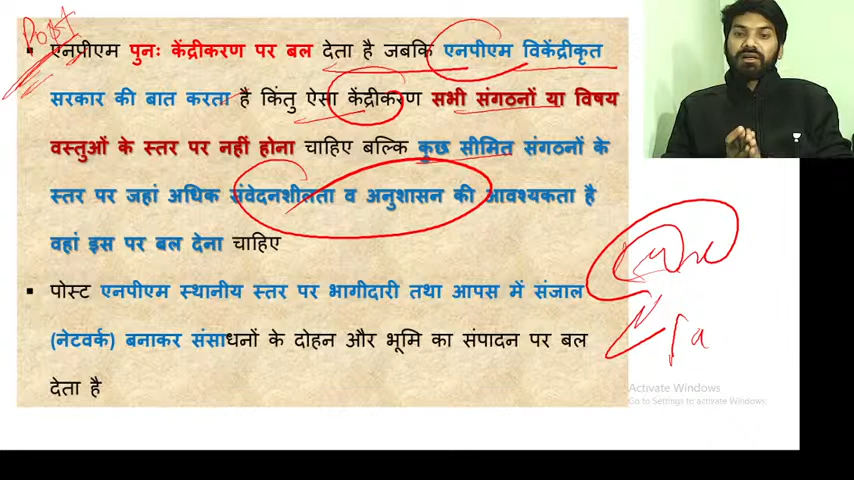 Post
▪ एनपीएम पुनः केंद्रीकरण पर बल देता है जबकि एनपीएम विकेंद्रीकृत
सरकार की बात करता है किंतु ऐसा केंद्रीकरण सभी संगठनों या विषय
वस्तुओं के स्तर पर नहीं होना चाहिए बल्कि कुछ सीमित संगठनों के
स्तर पर जहां अधिक संवेदनशीलता व अनुशासन की आवश्यकता है
वहां इस पर बल देना चाहिए
▪ पोस्ट एनपीएम स्थानीय स्तर पर भागीदारी तथा आपस में संजाल
(नेटवर्क) बनाकर संसाधनों के दोहन और भूमि का संपादन पर बल
देता है
Activate Windows
Go to Settings to activate Windows.